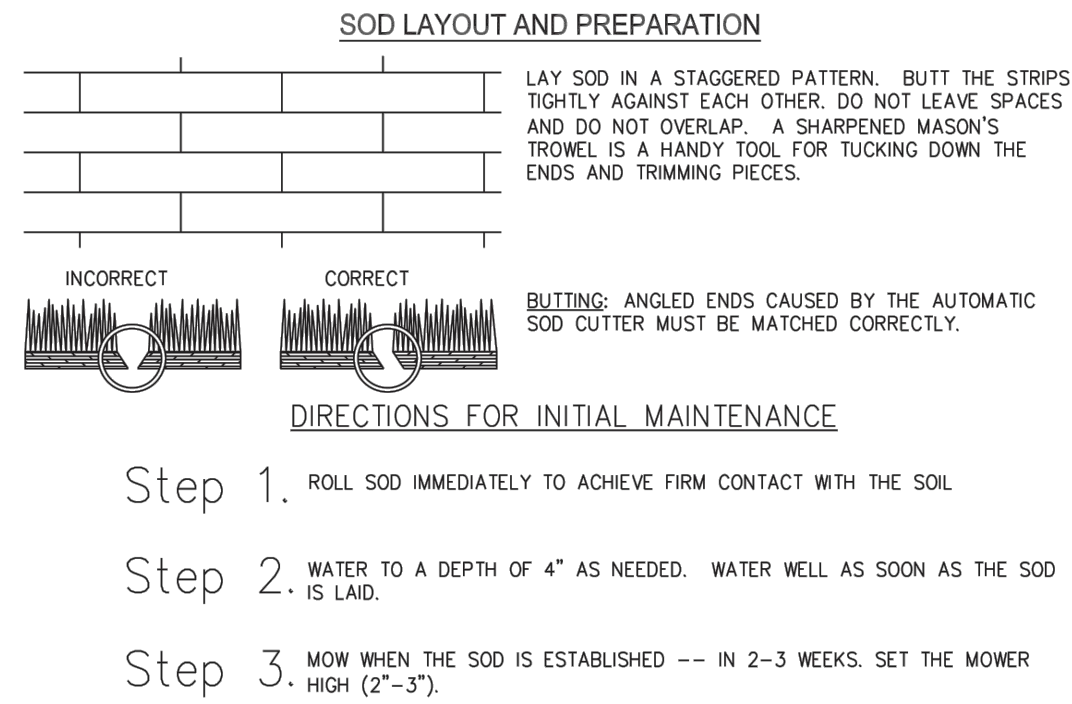 SOD LAYOUT AND PREPARATION
LAY SOD IN A STAGGERED PATTERN. BUTT THE STRIPS
TIGHTLY AGAINST EACH OTHER. DO NOT LEAVE SPACES
AND DO NOT OVERLAP. A SHARPENED MASON'S
TROWEL IS A HANDY TOOL FOR TUCKING DOWN THE
ENDS AND TRIMMING PIECES.
INCORRECT
CORRECT
BUTTING: ANGLED ENDS CAUSED BY THE AUTOMATIC
SOD CUTTER MUST BE MATCHED CORRECTLY.
DIRECTIONS FOR INITIAL MAINTENANCE
Step 1. ROLL SOD IMMEDIATELY TO ACHIEVE FIRM CONTACT WITH THE SOIL
Step 2. WATER TO A DEPTH OF 4" AS NEEDED. WATER WELL AS SOON AS THE SOD
IS LAID.
Step 3. MOW WHEN THE SOD IS ESTABLISHED -- IN 2-3 WEEKS. SET THE MOWER
HIGH (2"-3").